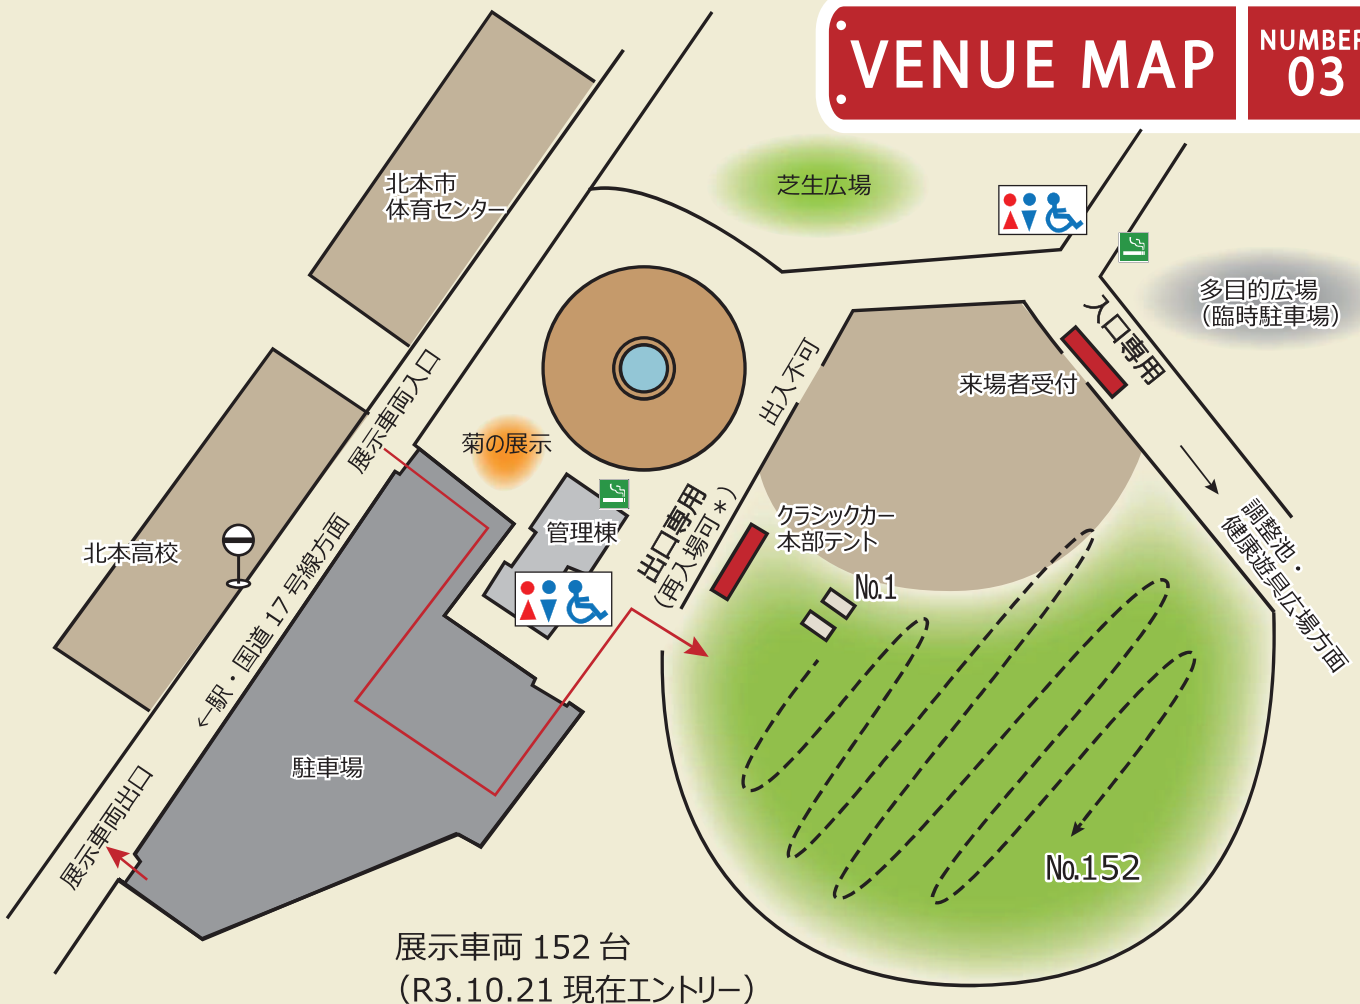 VENUE MAP
NUMBER
03
北本市
体育センター
芝生広場
多目的広場
（臨時駐車場）
入口専用
来場者受付
出入不可
展示車両入口
菊の展示
管理棟
出口専用
（再入場可＊）
クラシックカー
本部テント
No.1
調整池・
健康遊具広場方面
北本高校
←駅・国道 17 号線方面
駐車場
展示車両出口
No.152
展示車両 152 台
（R3.10.21 現在エントリー）